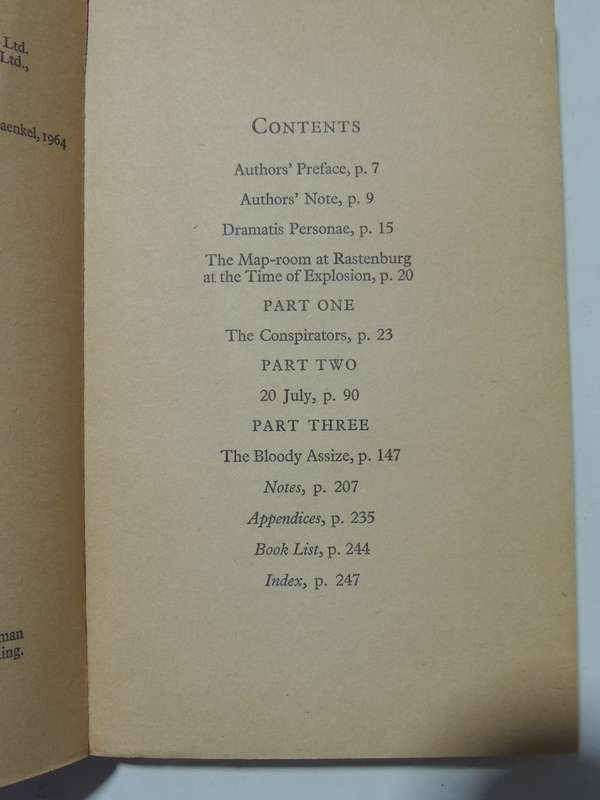 Ltd.
Ltd.,
aenkel, 1964
man
ing.
CONTENTS
Authors' Preface, p. 7
Authors' Note, p. 9
Dramatis Personae, p. 15
The Map-room at Rastenburg
at the Time of Explosion, p. 20
PART ONE
The Conspirators, p. 23
PART TWO
20 July, p. 90
PART THREE
The Bloody Assize, p. 147
Notes, p. 207
Appendices, p. 235
Book List, p. 244
Index, p. 247